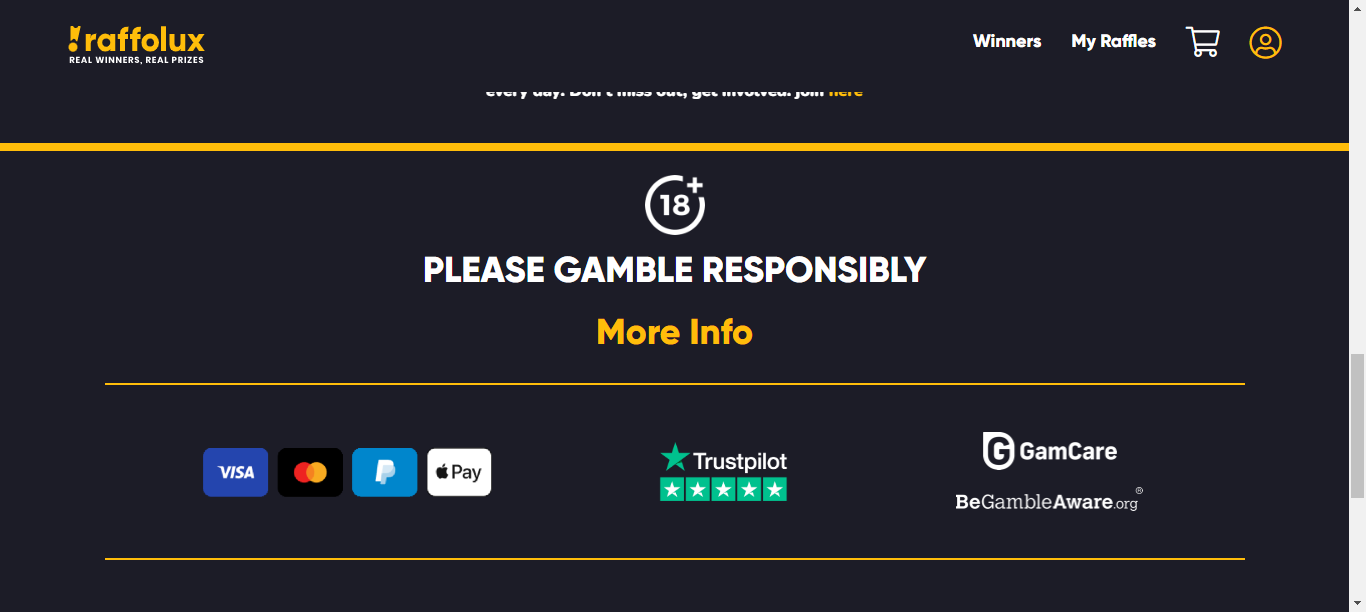 raffolux
REAL WINNERS, REAL PRIZES
Winners
My Raffles
every day. Don't miss out, get involved. Join here
18+
PLEASE GAMBLE RESPONSIBLY
More Info
VISA
Pay
Trustpilot
GamCare
BeGambleAware.org®